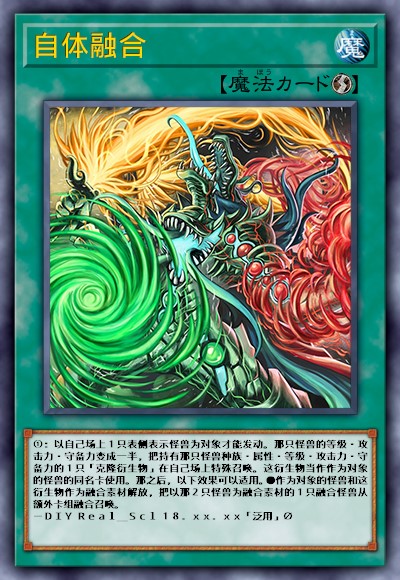 自体融合
魔
【魔法カード】
まほう
①：以自己场上１只表侧表示怪兽为对象才能发动。那只怪兽的等级・攻
击力・守备力变成一半。把持有那只怪兽种族・属性・等级・攻击力・守
备力的１只「克隆衍生物」在自己场上特殊召唤。这衍生物当作作为对象
的怪兽的同名卡使用。那之后，以下效果可以适用。●作为对象的怪兽和这
衍生物作为融合素材解放，把以那２只怪兽为融合素材的１只融合怪兽从
额外卡组融合召唤。
－ＤＩＹＲｅａｌ＿Ｓｃｌ１８．ｘｘ．ｘｘ「泛用」∅